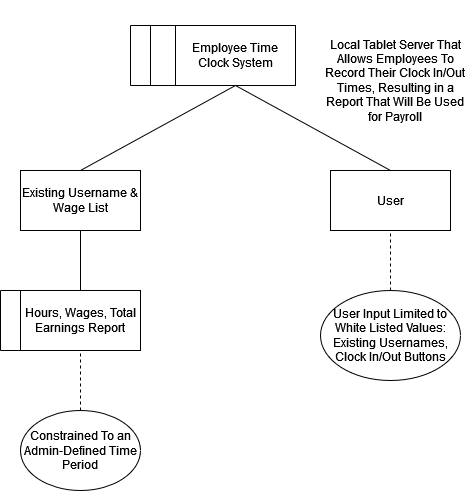 Employee Time
Clock System
Local Tablet Server That
Allows Employees To
Record Their Clock In/Out
Times, Resulting in a
Report That Will Be Used
for Payroll
Existing Username &
Wage List
User
Hours, Wages, Total
Earnings Report
User Input Limited to
White Listed Values:
Existing Usernames,
Clock In/Out Buttons
Constrained To an
Admin-Defined Time
Period